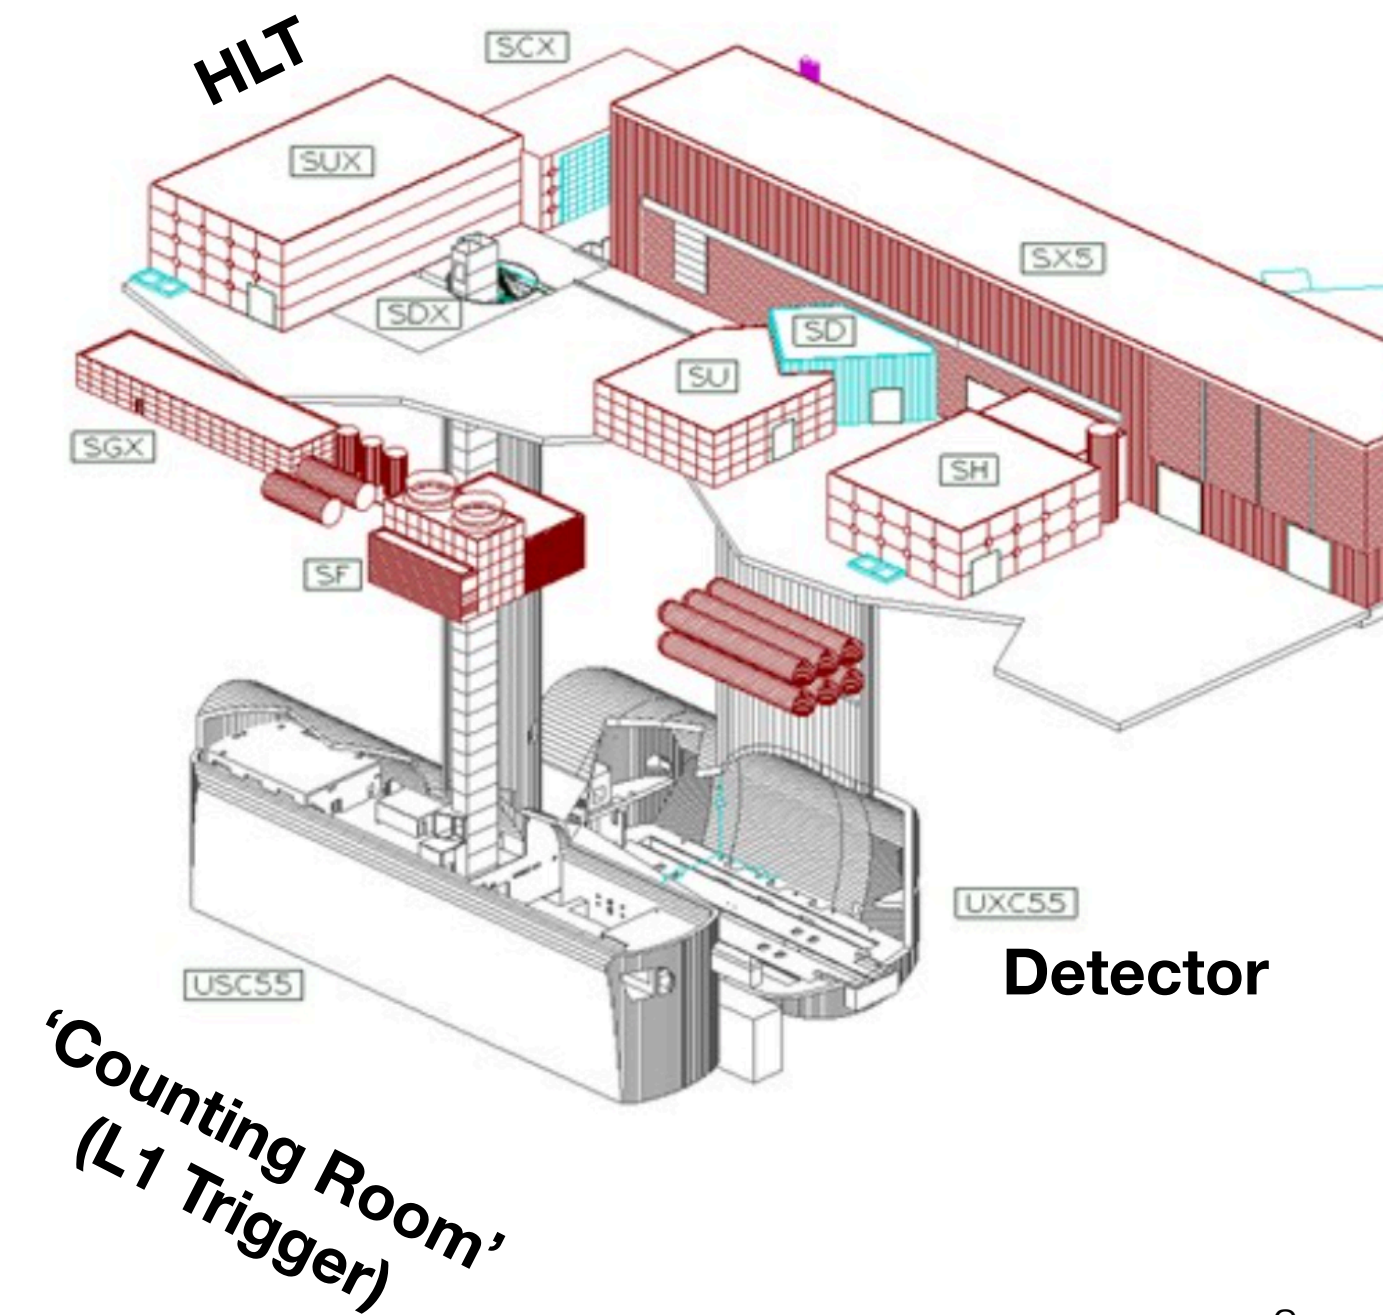 HLT
SCX
SUX
SX5
SDX
SD
SU
SGX
SH
SF
UXC55
Detector
USC55
‘Counting Room’
(L1 Trigger)